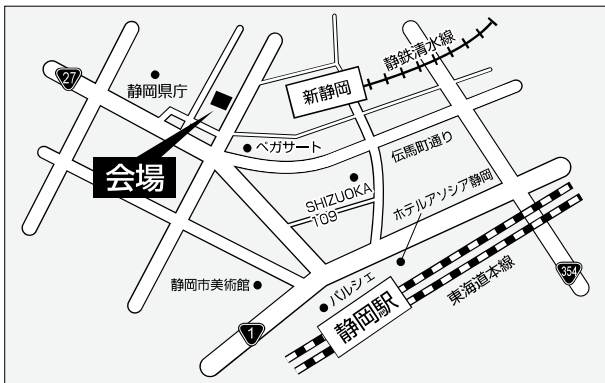 27
静岡県庁
新静岡
静鉄清水線
ペガサート
会場
伝馬町通り
SHIZUOKA
109
ホテルアソシア静岡
静岡市美術館
パルシェ
静岡駅
東海道本線
354
1